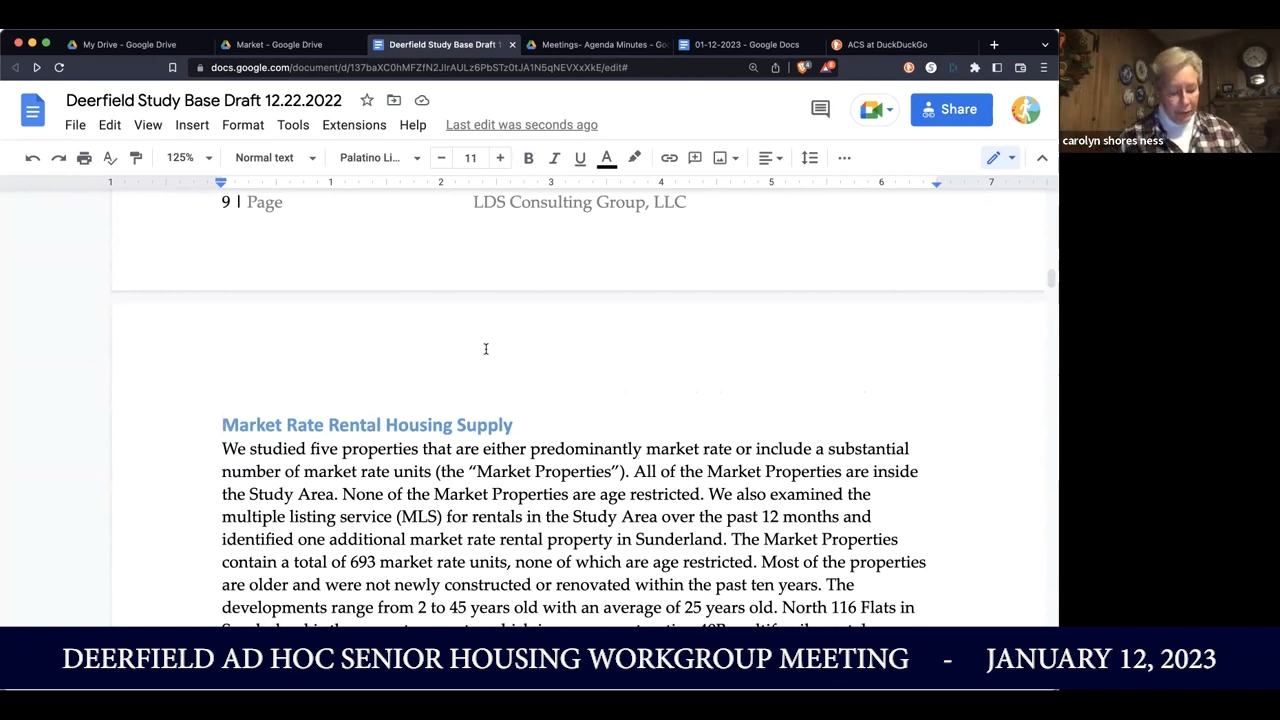 My Drive - Google Drive
Market - Google Drive
Deerfield Study Base Draft 1
Meetings- Agenda Minutes - Go
01-12-2023 - Google Docs
ACS at DuckDuckGo
docs.google.com/document/d/137baXC0hMFZfN2JIrAULz6PbSTz0tJA1N5qNEVXxXkE/edit#
Deerfield Study Base Draft 12.22.2022
Share
File Edit View Insert Format Tools Extensions Help Last edit was seconds ago
125% Normal text Palatino Li... 11 B I U A
1 1 2 3 4 5 6 7
9 | Page LDS Consulting Group, LLC
Market Rate Rental Housing Supply
We studied five properties that are either predominantly market rate or include a substantial
number of market rate units (the “Market Properties”). All of the Market Properties are inside
the Study Area. None of the Market Properties are age restricted. We also examined the
multiple listing service (MLS) for rentals in the Study Area over the past 12 months and
identified one additional market rate rental property in Sunderland. The Market Properties
contain a total of 693 market rate units, none of which are age restricted. Most of the properties
are older and were not newly constructed or renovated within the past ten years. The
developments range from 2 to 45 years old with an average of 25 years old. North 116 Flats in
carolyn shores ness
DEERFIELD AD HOC SENIOR HOUSING WORKGROUP MEETING - JANUARY 12, 2023